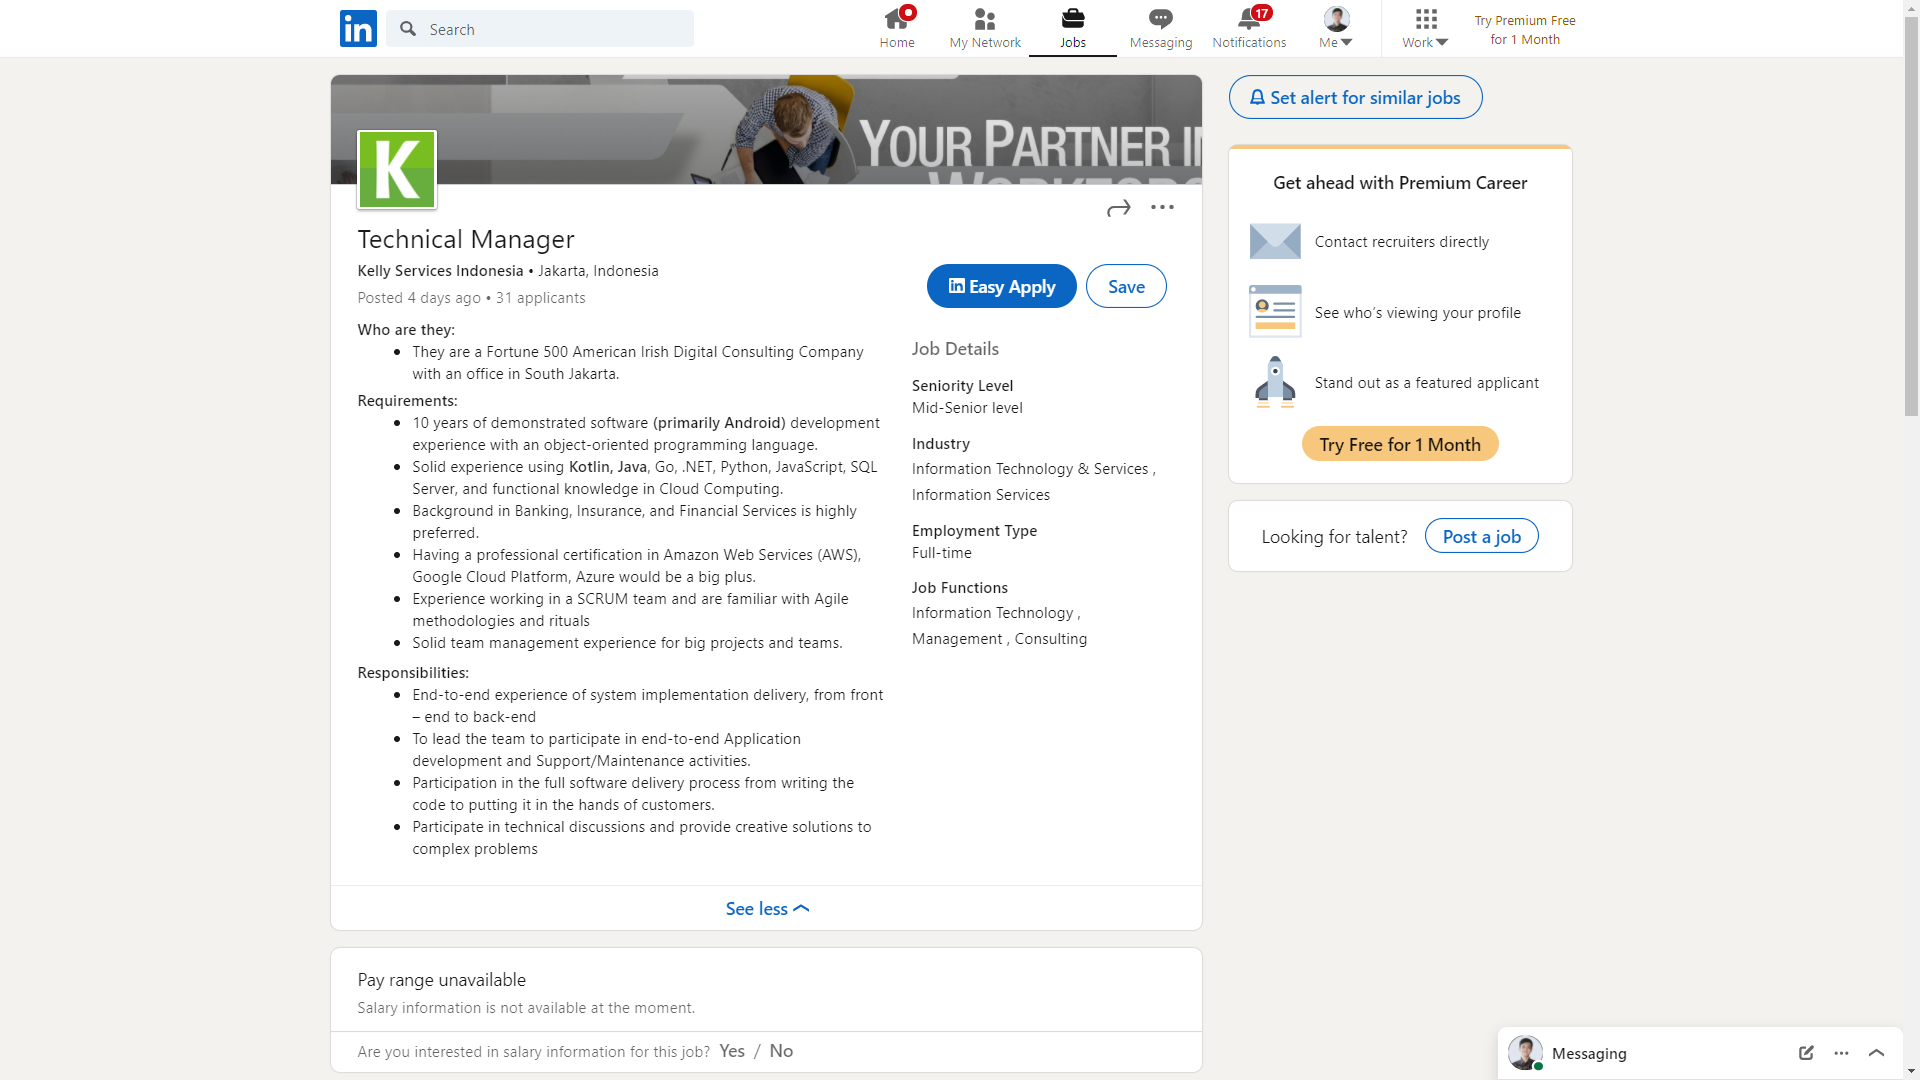 in
Search
Home
My Network
Jobs
Messaging
17
Notifications
Me
Work
Try Premium Free
for 1 Month
YOUR PARTNER IN
K
Technical Manager
Kelly Services Indonesia • Jakarta, Indonesia
Posted 4 days ago • 31 applicants
in Easy Apply
Save
Who are they:
• They are a Fortune 500 American Irish Digital Consulting Company
with an office in South Jakarta.
Requirements:
• 10 years of demonstrated software (primarily Android) development
experience with an object-oriented programming language.
• Solid experience using Kotlin, Java, Go, .NET, Python, JavaScript, SQL
Server, and functional knowledge in Cloud Computing.
• Background in Banking, Insurance, and Financial Services is highly
preferred.
• Having a professional certification in Amazon Web Services (AWS),
Google Cloud Platform, Azure would be a big plus.
• Experience working in a SCRUM team and are familiar with Agile
methodologies and rituals
• Solid team management experience for big projects and teams.
Responsibilities:
• End-to-end experience of system implementation delivery, from front
– end to back-end
• To lead the team to participate in end-to-end Application
development and Support/Maintenance activities.
• Participation in the full software delivery process from writing the
code to putting it in the hands of customers.
• Participate in technical discussions and provide creative solutions to
complex problems
Job Details
Seniority Level
Mid-Senior level
Industry
Information Technology & Services ,
Information Services
Employment Type
Full-time
Job Functions
Information Technology ,
Management , Consulting
See less
Pay range unavailable
Salary information is not available at the moment.
Are you interested in salary information for this job? Yes / No
Set alert for similar jobs
Get ahead with Premium Career
Contact recruiters directly
See who's viewing your profile
Stand out as a featured applicant
Try Free for 1 Month
Looking for talent?
Post a job
Messaging